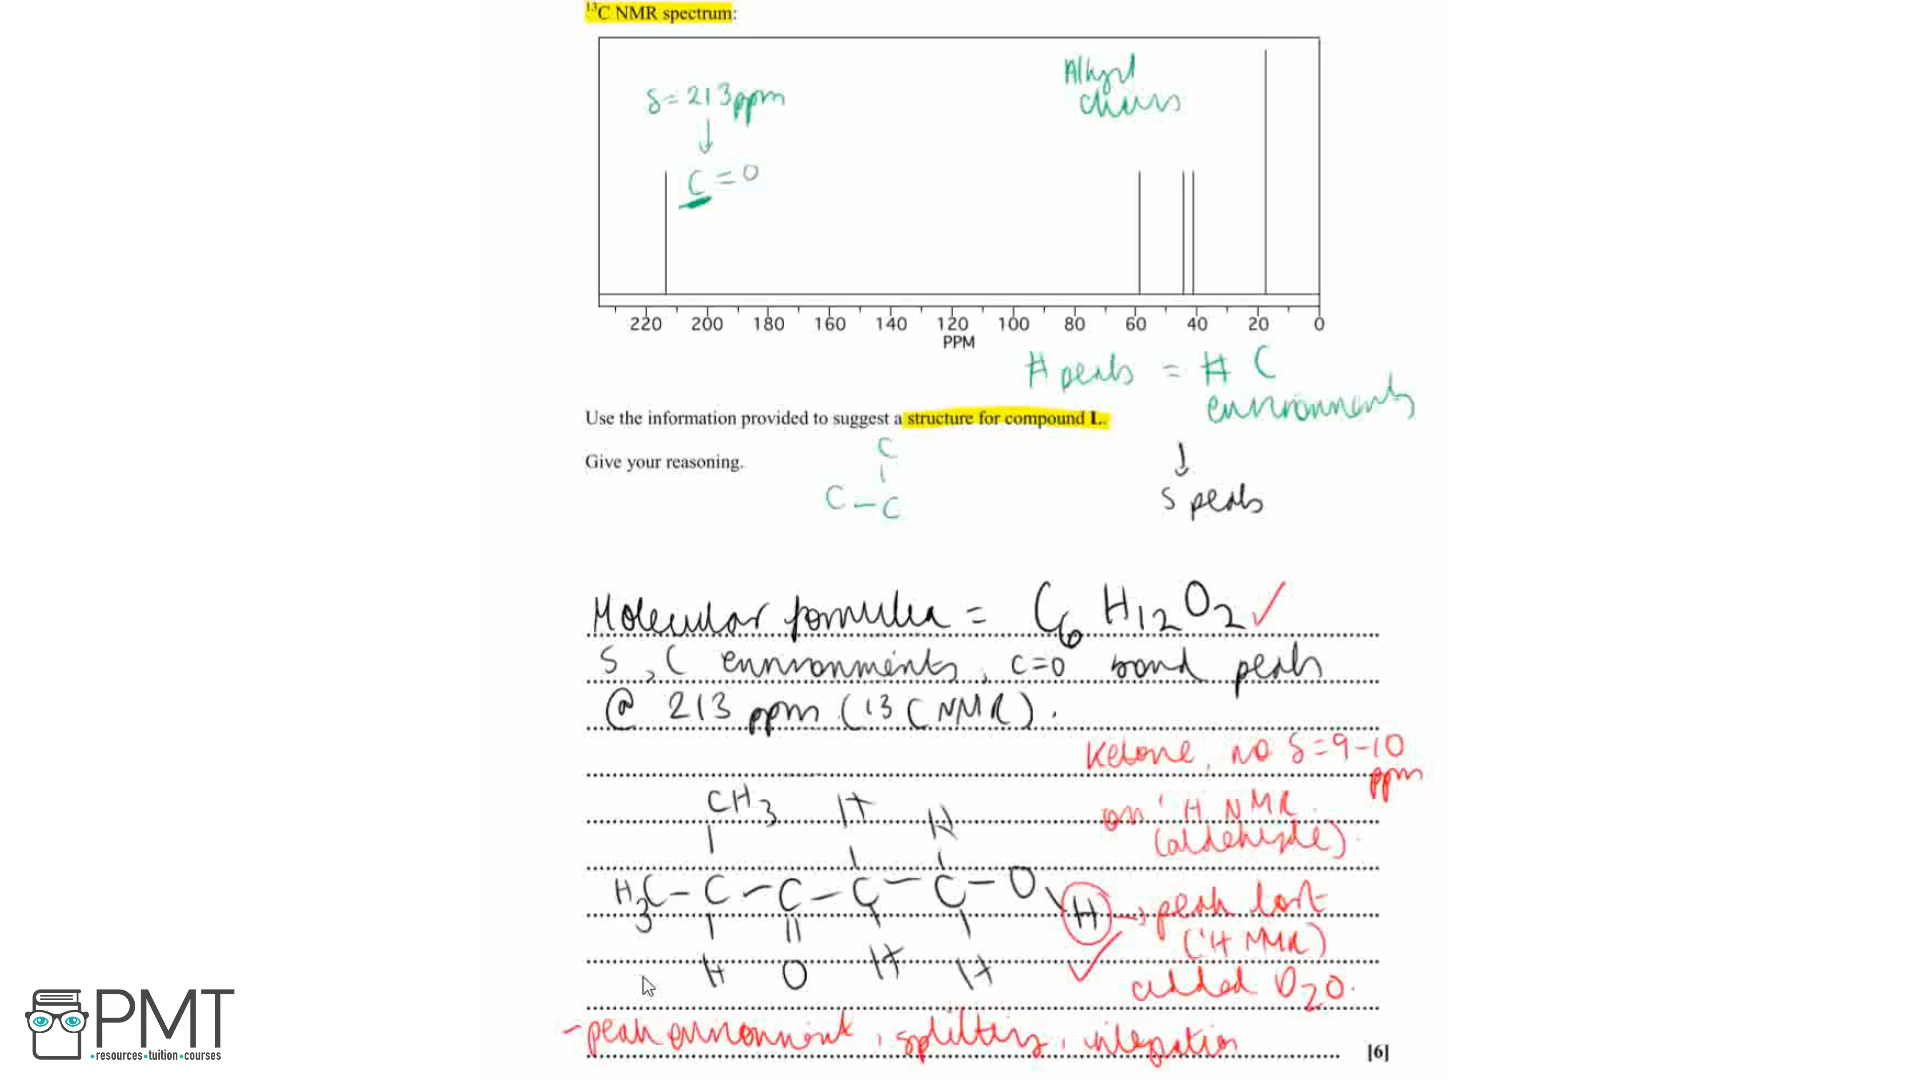 ¹³C NMR spectrum:
δ = 213 ppm
↓
C = O
Alkyl
chains
220 200 180 160 140 120 100 80 60 40 20 0
PPM
# peaks = # C
environments
Use the information provided to suggest a structure for compound L.
Give your reasoning.
C
C – C
↓
5 peaks
Molecular formula = C₆H₁₂O₂ ✓
5, C environments, C=O bond peak
@ 213 ppm (13 C NMR).
Ketone, no δ = 9–10
ppm
on ¹H NMR
(aldehyde).
CH₃ H H
H₃C – C – C – C – C – O
H → peak lost
(¹H NMR)
✓
H O H H
added D₂O.
PMT
• resources • tuition • courses
– peak environment, splitting, integration
[6]